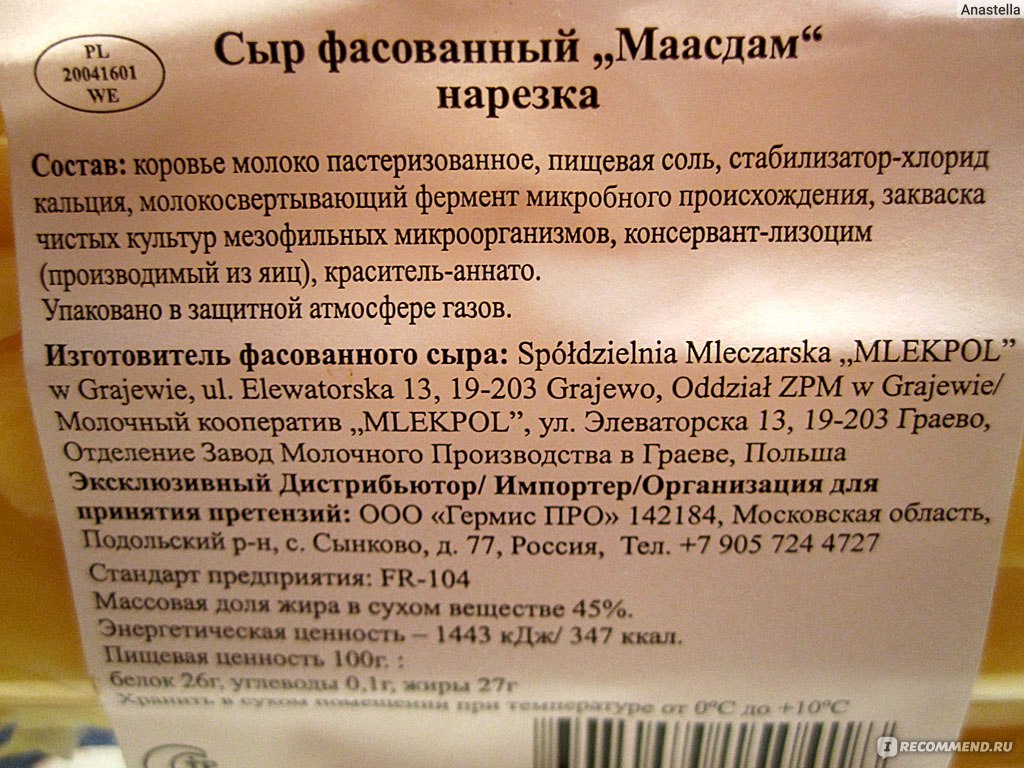 Anastella
PL
20041601
WE
Сыр фасованный „Маасдам“
нарезка
Состав: коровье молоко пастеризованное, пищевая соль, стабилизатор-хлорид
кальция, молокосвертывающий фермент микробного происхождения, закваска
чистых культур мезофильных микроорганизмов, консервант-лизоцим
(производимый из яиц), краситель-аннато.
Упаковано в защитной атмосфере газов.
Изготовитель фасованного сыра: Spółdzielnia Mleczarska „MLEKPOL”
w Grajewie, ul. Elewatorska 13, 19-203 Grajewo, Oddział ZPM w Grajewie/
Молочный кооператив „MLEKPOL”, ул. Элеваторска 13, 19-203 Граево,
Отделение Завод Молочного Производства в Граеве, Польша
Эксклюзивный Дистрибьютор/ Импортер/Организация для
принятия претензий: ООО «Гермис ПРО» 142184, Московская область,
Подольский р-н, с. Сынково, д. 77, Россия, Тел. +7 905 724 4727
Стандарт предприятия: FR-104
Массовая доля жира в сухом веществе 45%.
Энергетическая ценность – 1443 кДж/ 347 ккал.
Пищевая ценность 100г. :
белок 26г, углеводы 0,1г, жиры 27г
Хранить в сухом помещении при температуре от 0°C до +10°C
IRECOMMEND.RU